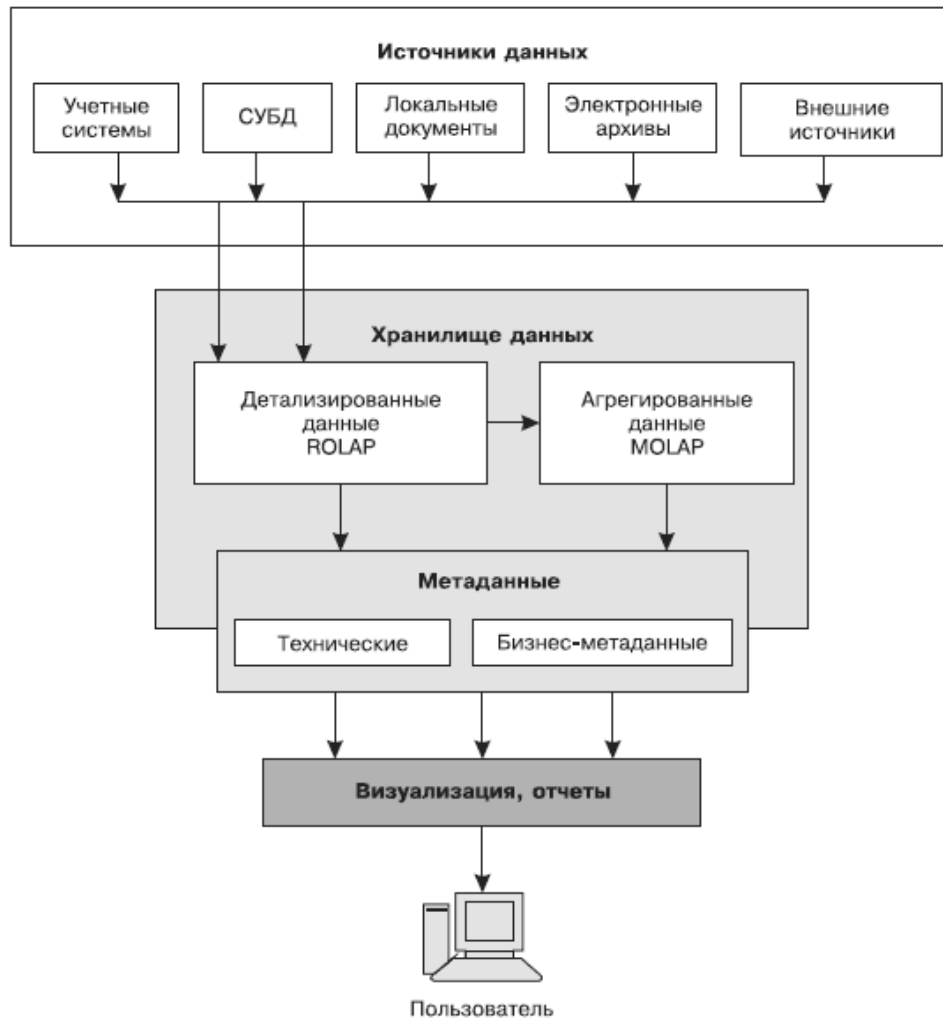 Источники данных
Учетные
системы
СУБД
Локальные
документы
Электронные
архивы
Внешние
источники
Хранилище данных
Детализированные
данные
ROLAP
Агрегированные
данные
MOLAP
Метаданные
Технические
Бизнес-метаданные
Визуализация, отчеты
Пользователь